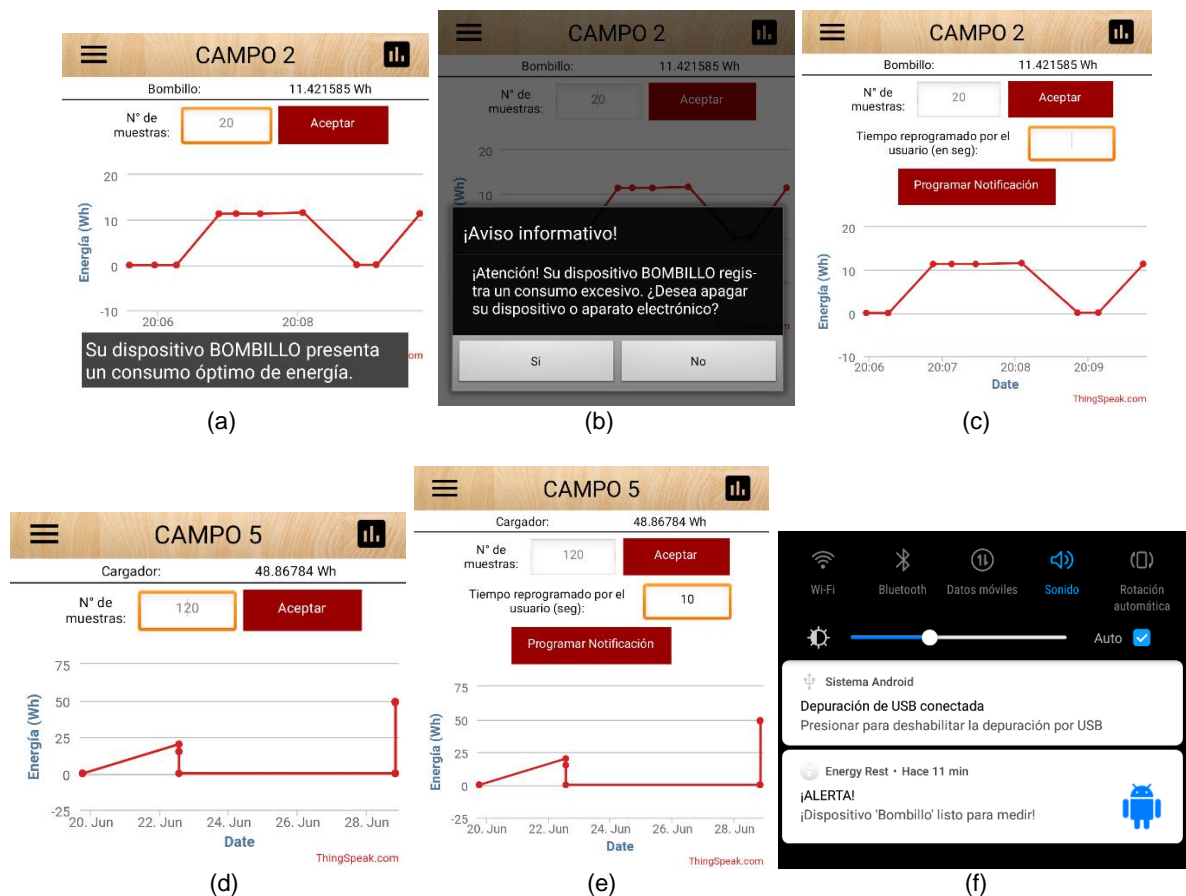 CAMPO 2
Bombillo: 11.421585 Wh
N° de
muestras:
20
Aceptar
20
10
0
-10
Energía (Wh)
20:06 20:08
Su dispositivo BOMBILLO presenta
un consumo óptimo de energía.
om
(a)
CAMPO 2
Bombillo: 11.421585 Wh
N° de
muestras:
20
Aceptar
20
10
(Wh)
¡Aviso informativo!
¡Atención! Su dispositivo BOMBILLO regis-
tra un consumo excesivo. ¿Desea apagar
su dispositivo o aparato electrónico?
ThingSpeak.com
Si
No
(b)
CAMPO 2
Bombillo: 11.421585 Wh
N° de
muestras:
20
Aceptar
Tiempo reprogramado por el
usuario (en seg):
Programar Notificación
20
10
0
-10
Energía (Wh)
20:06 20:07 20:08 20:09
Date
ThingSpeak.com
(c)
CAMPO 5
Cargador: 48.86784 Wh
N° de
muestras:
120
Aceptar
75
50
25
0
-25
Energía (Wh)
20. Jun 22. Jun 24. Jun 26. Jun 28. Jun
Date
ThingSpeak.com
(d)
CAMPO 5
Cargador: 48.86784 Wh
N° de
muestras:
120
Aceptar
Tiempo reprogramado por el
usuario (seg):
10
Programar Notificación
75
50
25
0
-25
Energía (Wh)
20. Jun 22. Jun 24. Jun 26. Jun 28. Jun
Date
ThingSpeak.com
(e)
Wi-Fi Bluetooth Datos móviles Sonido Rotación
automática
Auto
Sistema Android
Depuración de USB conectada
Presionar para deshabilitar la depuración por USB
Energy Rest • Hace 11 min
¡ALERTA!
¡Dispositivo 'Bombillo' listo para medir!
(f)